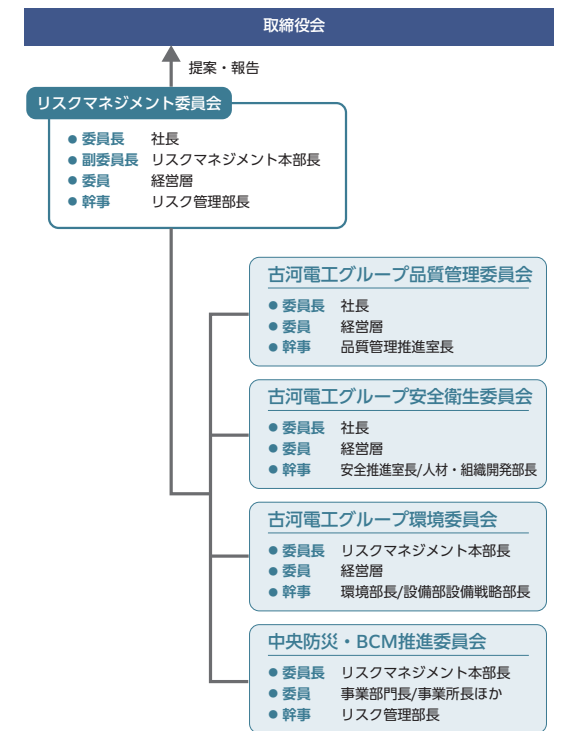 取締役会
提案・報告
リスクマネジメント委員会
● 委員長 社長
● 副委員長 リスクマネジメント本部長
● 委員 経営層
● 幹事 リスク管理部長
古河電工グループ品質管理委員会
● 委員長 社長
● 委員 経営層
● 幹事 品質管理推進室長
古河電工グループ安全衛生委員会
● 委員長 社長
● 委員 経営層
● 幹事 安全推進室長/人材・組織開発部長
古河電工グループ環境委員会
● 委員長 リスクマネジメント本部長
● 委員 経営層
● 幹事 環境部長/設備部設備戦略部長
中央防災・BCM推進委員会
● 委員長 リスクマネジメント本部長
● 委員 事業部門長/事業所長ほか
● 幹事 リスク管理部長